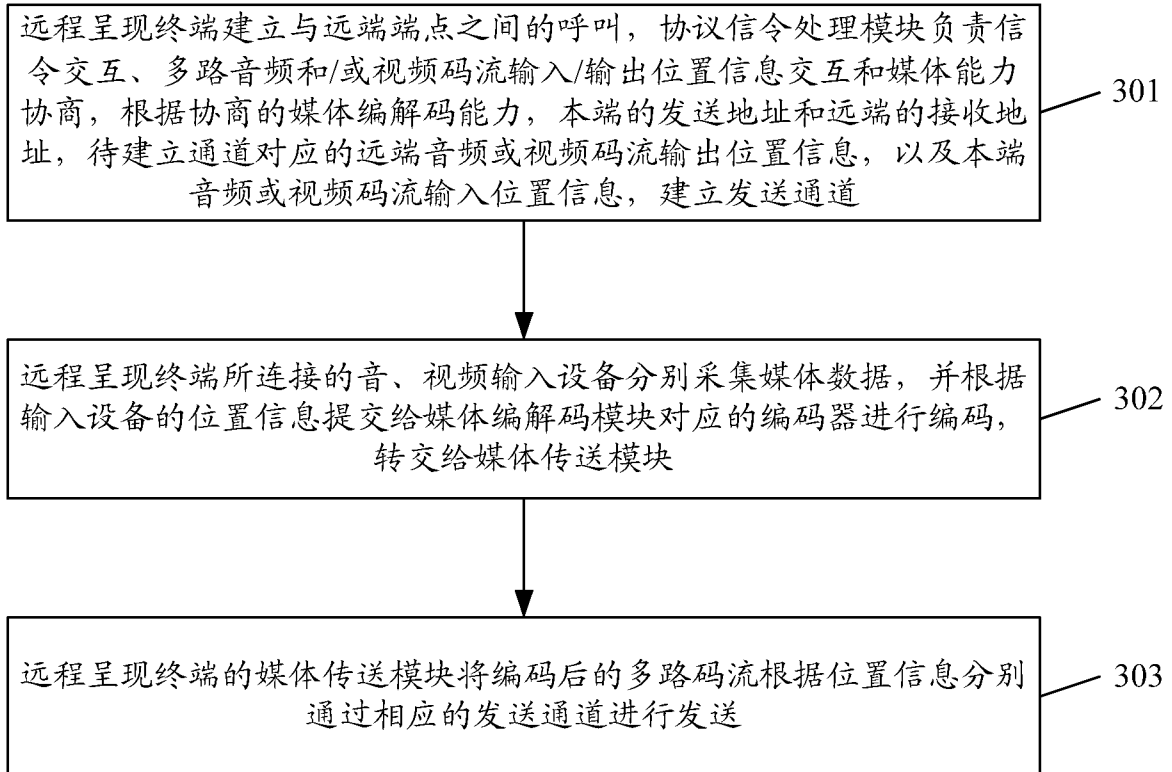 远程呈现终端建立与远端端点之间的呼叫，协议信令处理模块负责信
令交互、多路音频和/或视频码流输入/输出位置信息交互和媒体能力
协商，根据协商的媒体编解码能力，本端的发送地址和远端的接收地
址，待建立通道对应的远端音频或视频码流输出位置信息，以及本端
音频或视频码流输入位置信息，建立发送通道
301
远程呈现终端所连接的音、视频输入设备分别采集媒体数据，并根据
输入设备的位置信息提交给媒体编解码模块对应的编码器进行编码，
转交给媒体传送模块
302
远程呈现终端的媒体传送模块将编码后的多路码流根据位置信息分别
通过相应的发送通道进行发送
303